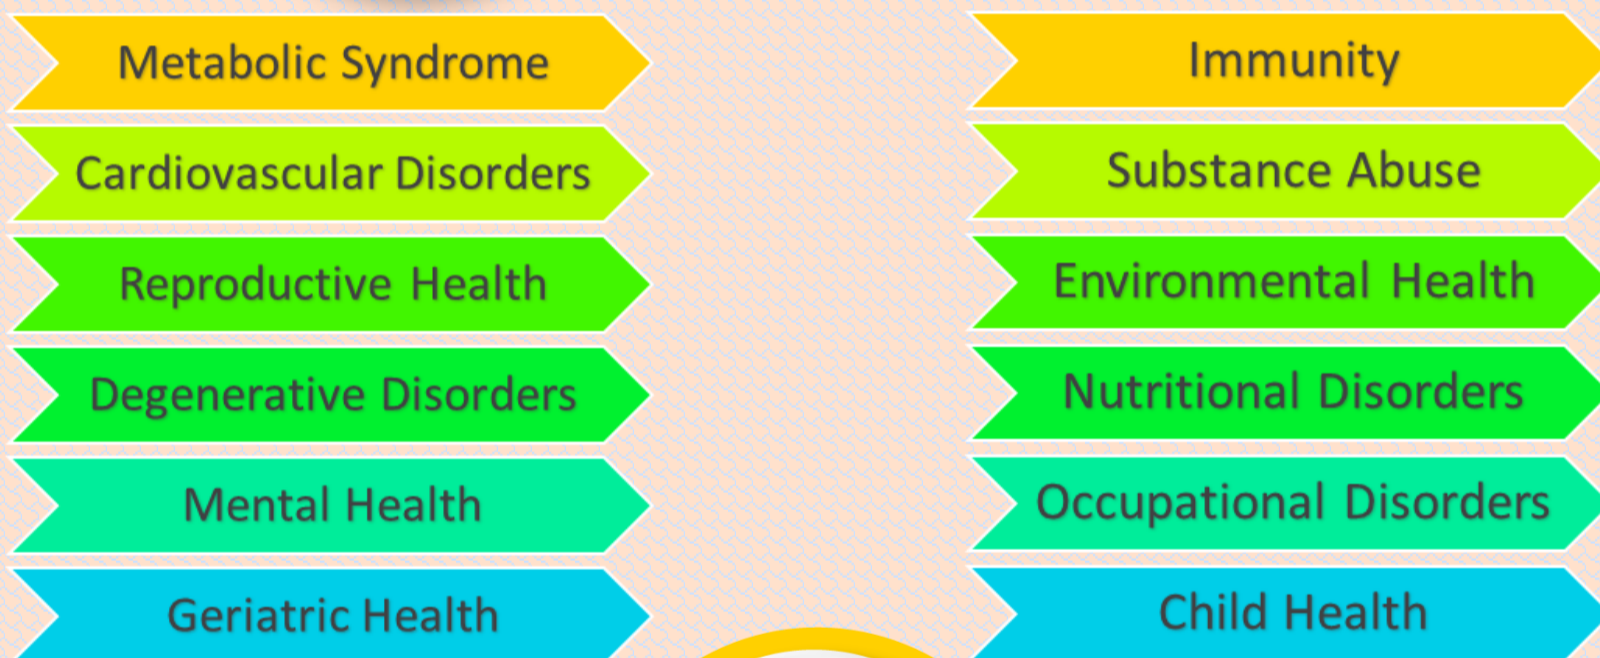 Metabolic Syndrome
Cardiovascular Disorders
Reproductive Health
Degenerative Disorders
Mental Health
Geriatric Health
Immunity
Substance Abuse
Environmental Health
Nutritional Disorders
Occupational Disorders
Child Health